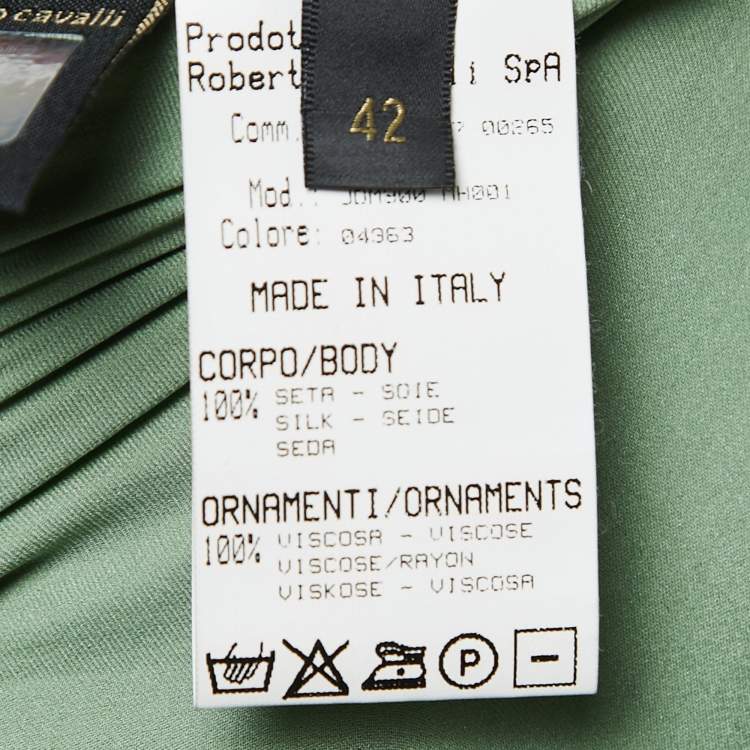 cavalli
Prodot
Robert i SpA
42
Comm. 00265
Mod.: MH001
Colore: 04963
MADE IN ITALY
CORPO/BODY
100% SETA - SOIE
SILK - SEIDE
SEDA
ORNAMENTI/ORNAMENTS
100% VISCOSA - VISCOSE
VISCOSE/RAYON
VISKOSE - VISCOSA
P